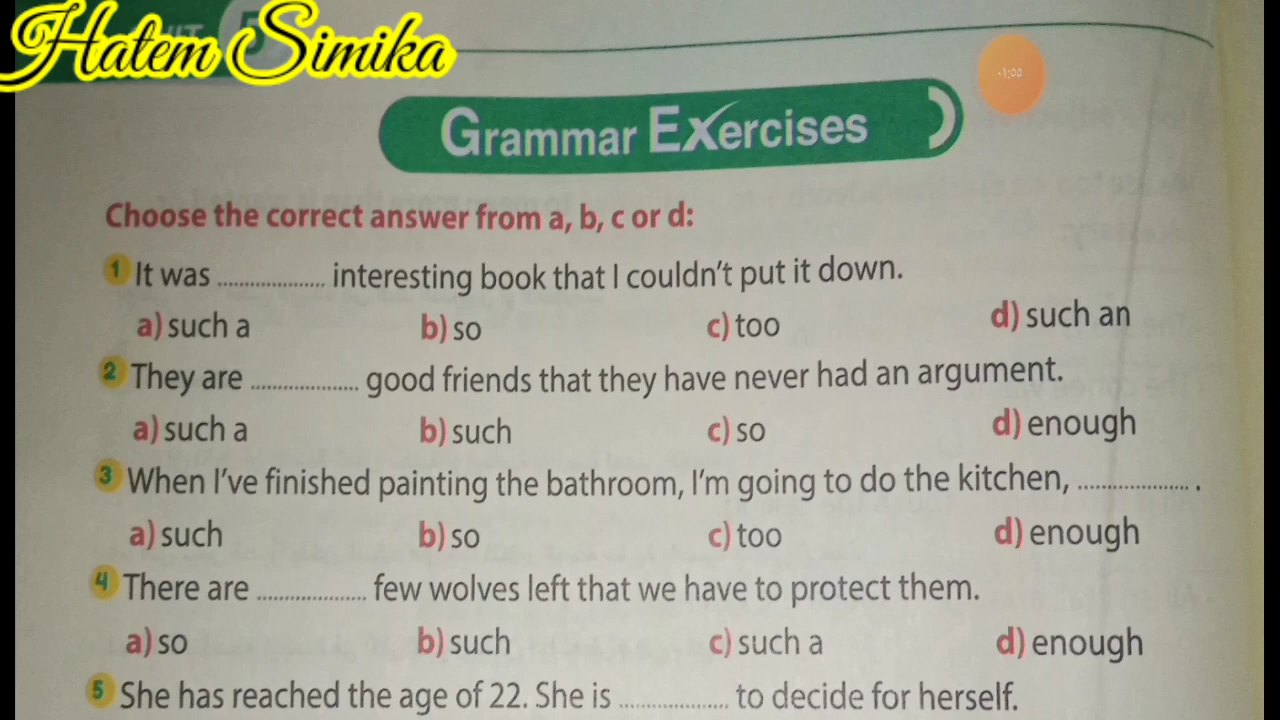 Hatem Simika
5
٠١:٥٥
Grammar Exercises
Choose the correct answer from a, b, c or d:
1 It was .................... interesting book that I couldn't put it down.
a) such a b) so c) too d) such an
2 They are .................... good friends that they have never had an argument.
a) such a b) such c) so d) enough
3 When I've finished painting the bathroom, I'm going to do the kitchen, .................... .
a) such b) so c) too d) enough
4 There are .................... few wolves left that we have to protect them.
a) so b) such c) such a d) enough
5 She has reached the age of 22. She is .................... to decide for herself.